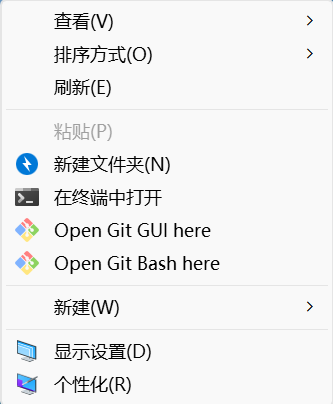 查看(V)
排序方式(O)
刷新(E)
粘贴(P)
新建文件夹(N)
在终端中打开
Open Git GUI here
Open Git Bash here
新建(W)
显示设置(D)
个性化(R)